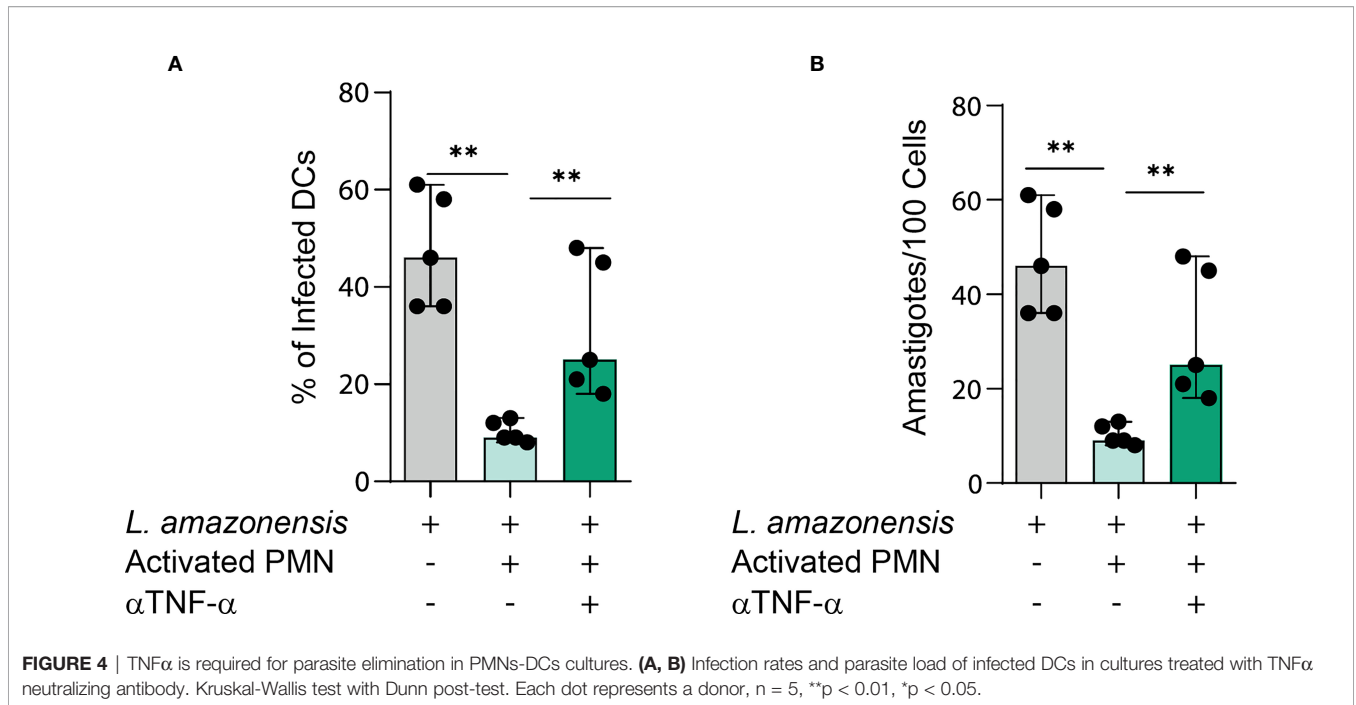 A
B
80
60
40
20
0
% of Infected DCs
**
**
80
60
40
20
0
Amastigotes/100 Cells
**
**
L. amazonensis + + +
Activated PMN - + +
αTNF-α - - +
L. amazonensis + + +
Activated PMN - + +
αTNF-α - - +
FIGURE 4 | TNFα is required for parasite elimination in PMNs-DCs cultures. (A, B) Infection rates and parasite load of infected DCs in cultures treated with TNFα
neutralizing antibody. Kruskal-Wallis test with Dunn post-test. Each dot represents a donor, n = 5, **p < 0.01, *p < 0.05.